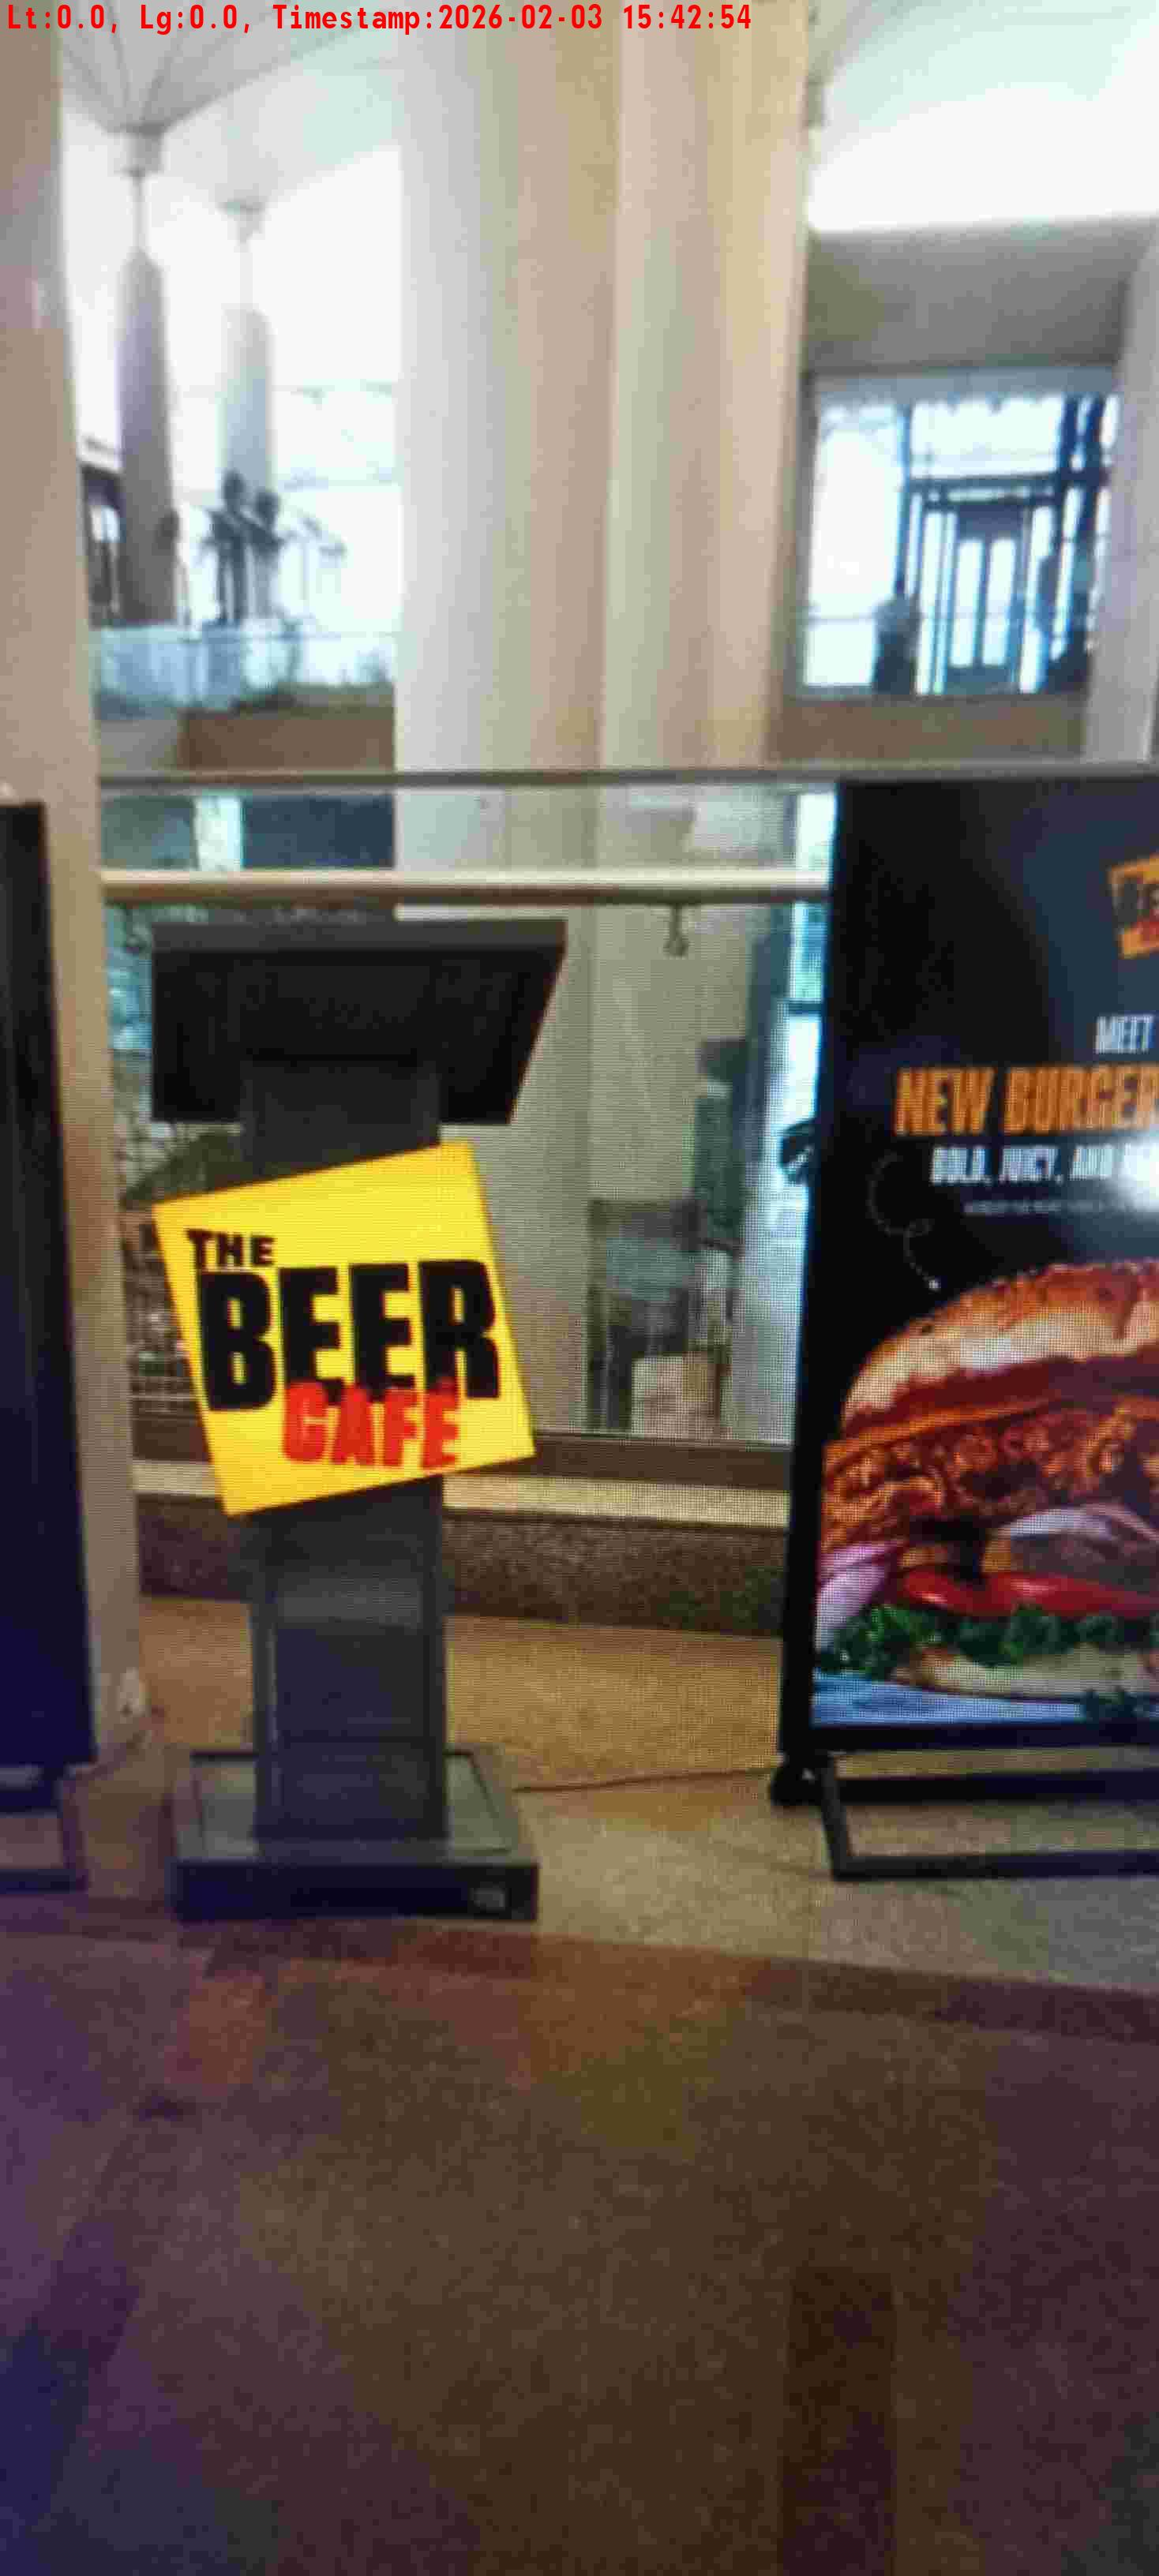 Lt:0.0, Lg:0.0, Timestamp:2026-02-03 15:42:54
THE
BEER
CAFE
MEET
NEW BURGER
BOLD, JUICY, AND